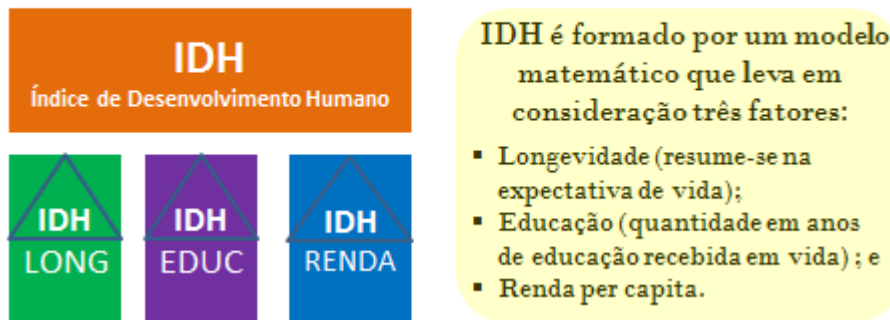 IDH
Índice de Desenvolvimento Humano
IDH
LONG
IDH
EDUC
IDH
RENDA
IDH é formado por um modelo
matemático que leva em
consideração três fatores:
▪ Longevidade (resume-se na
expectativa de vida);
▪ Educação (quantidade em anos
de educação recebida em vida) ; e
▪ Renda per capita.